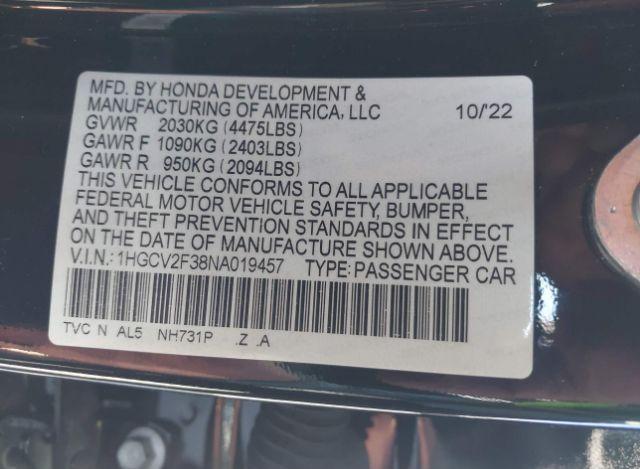 MFD. BY HONDA DEVELOPMENT &
MANUFACTURING OF AMERICA, LLC 10/'22
GVWR 2030KG (4475LBS)
GAWR F 1090KG (2403LBS)
GAWR R 950KG (2094LBS)
THIS VEHICLE CONFORMS TO ALL APPLICABLE
FEDERAL MOTOR VEHICLE SAFETY, BUMPER,
AND THEFT PREVENTION STANDARDS IN EFFECT
ON THE DATE OF MANUFACTURE SHOWN ABOVE.
V.I.N.: 1HGCV2F38NA019457 TYPE: PASSENGER CAR
TVC N AL5 NH731P .Z .A